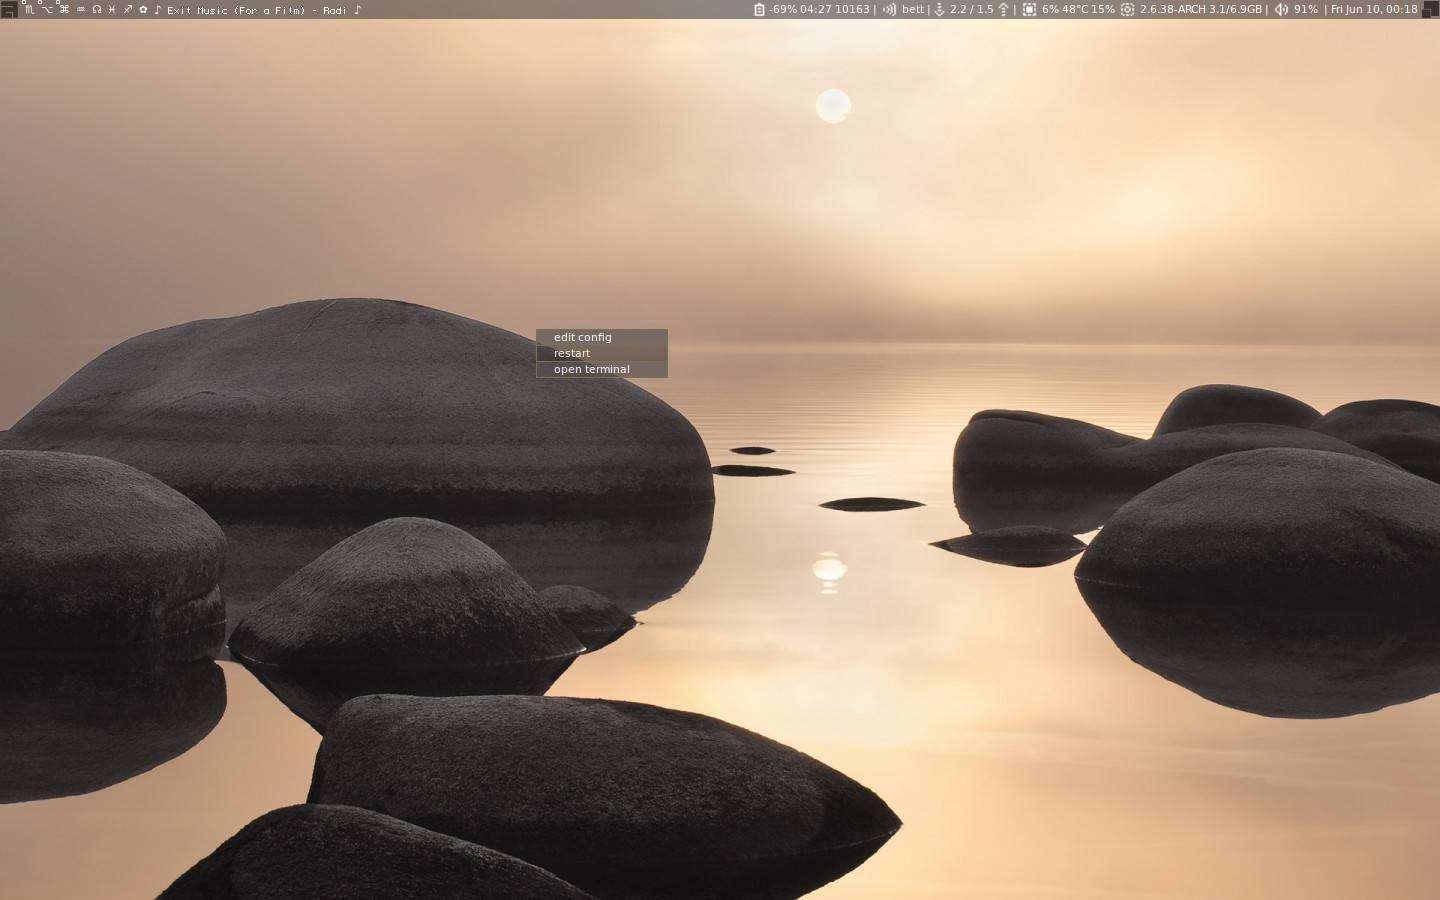 ♏ ⌥ ⌘ ♒ ☊ ♓ ♐ ✿ ♪ Exit Music (For a Film) - Radi ♪
-69% 04:27 10163 | bett | 2.2 / 1.5 | 6% 48°C 15% 2.6.38-ARCH 3.1/6.9GB | 91% | Fri Jun 10, 00:18
edit config
restart
open terminal